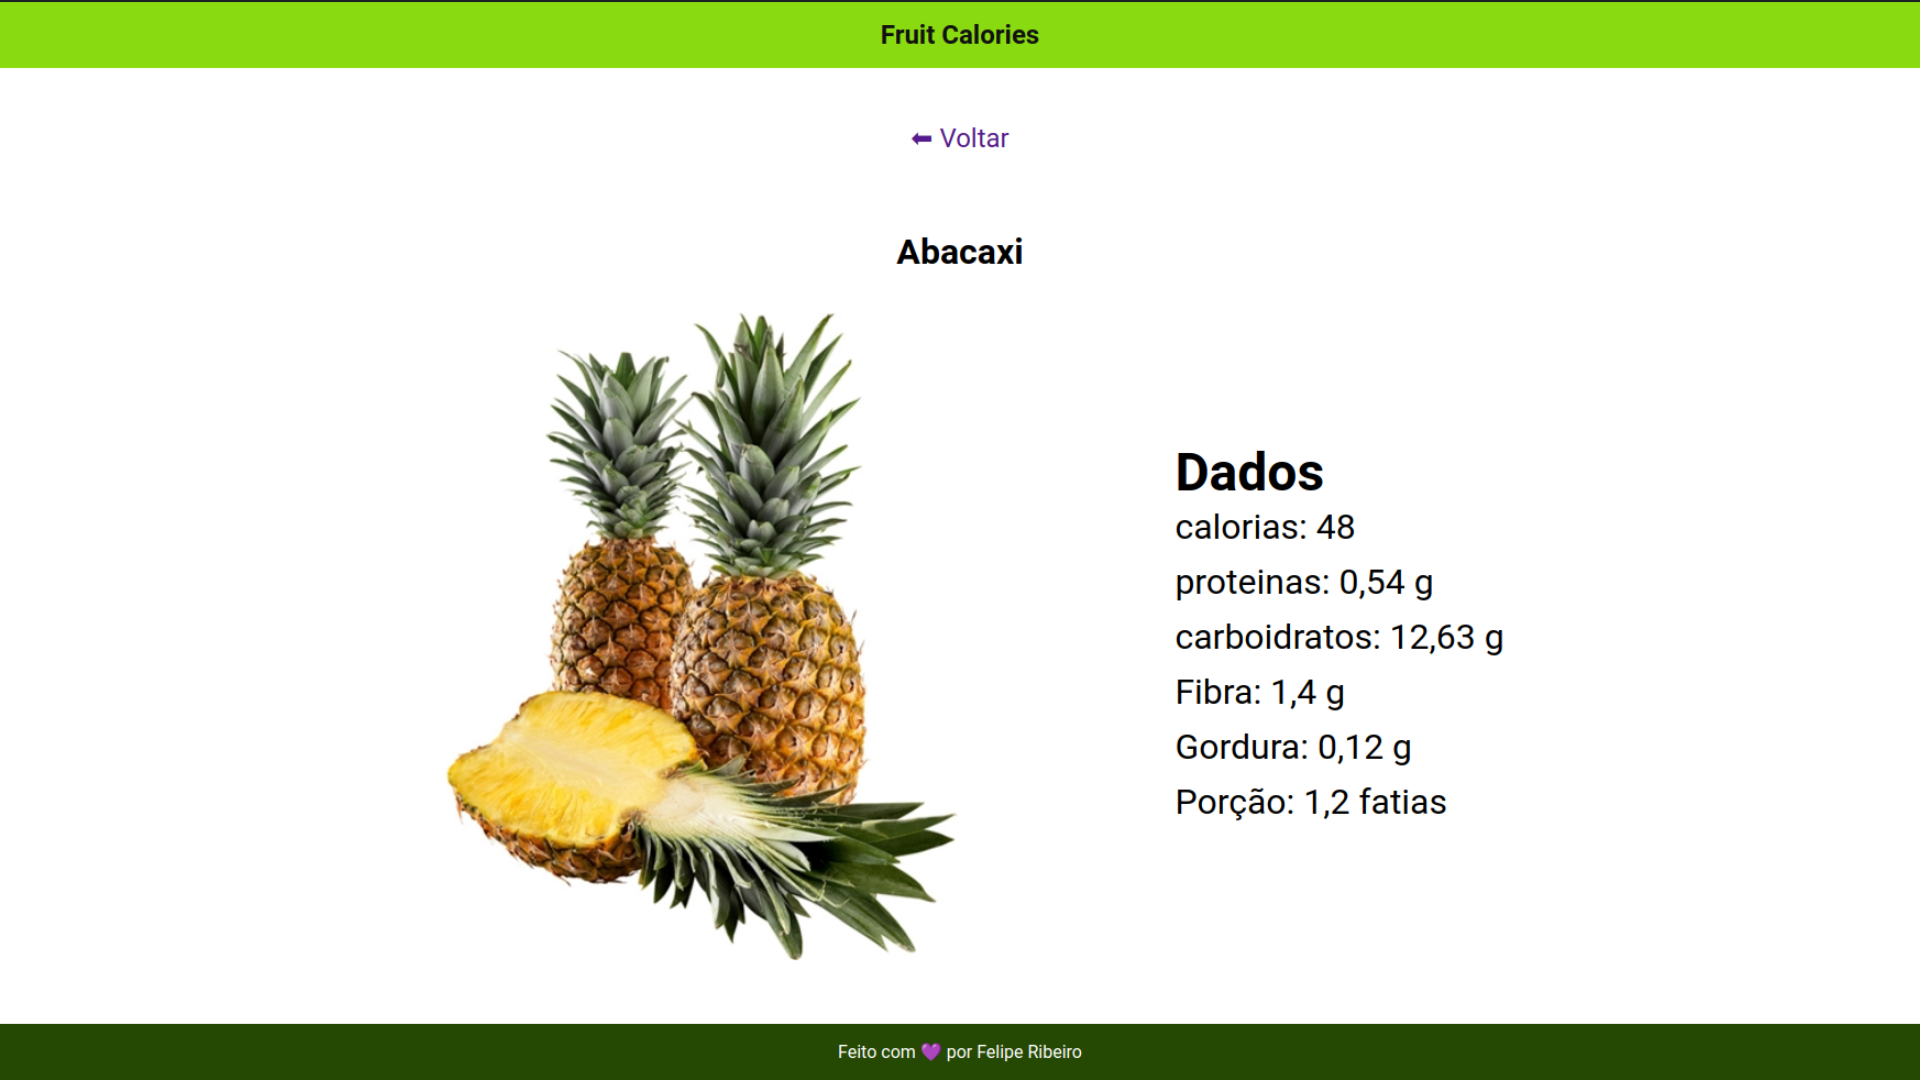 Fruit Calories
⬅ Voltar
Abacaxi
Dados
calorias: 48
proteinas: 0,54 g
carboidratos: 12,63 g
Fibra: 1,4 g
Gordura: 0,12 g
Porção: 1,2 fatias
Feito com 💜 por Felipe Ribeiro